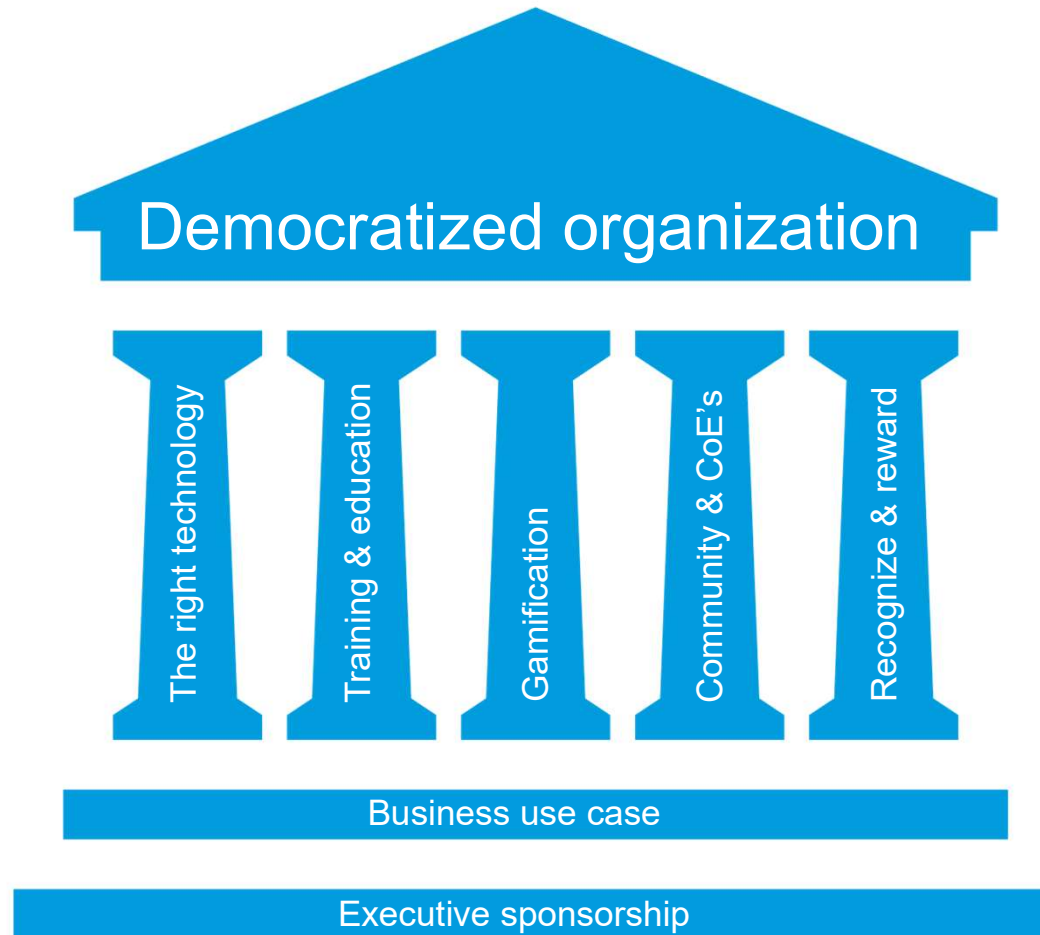 Democratized organization
The right technology
Training & education
Gamification
Community & CoE’s
Recognize & reward
Business use case
Executive sponsorship